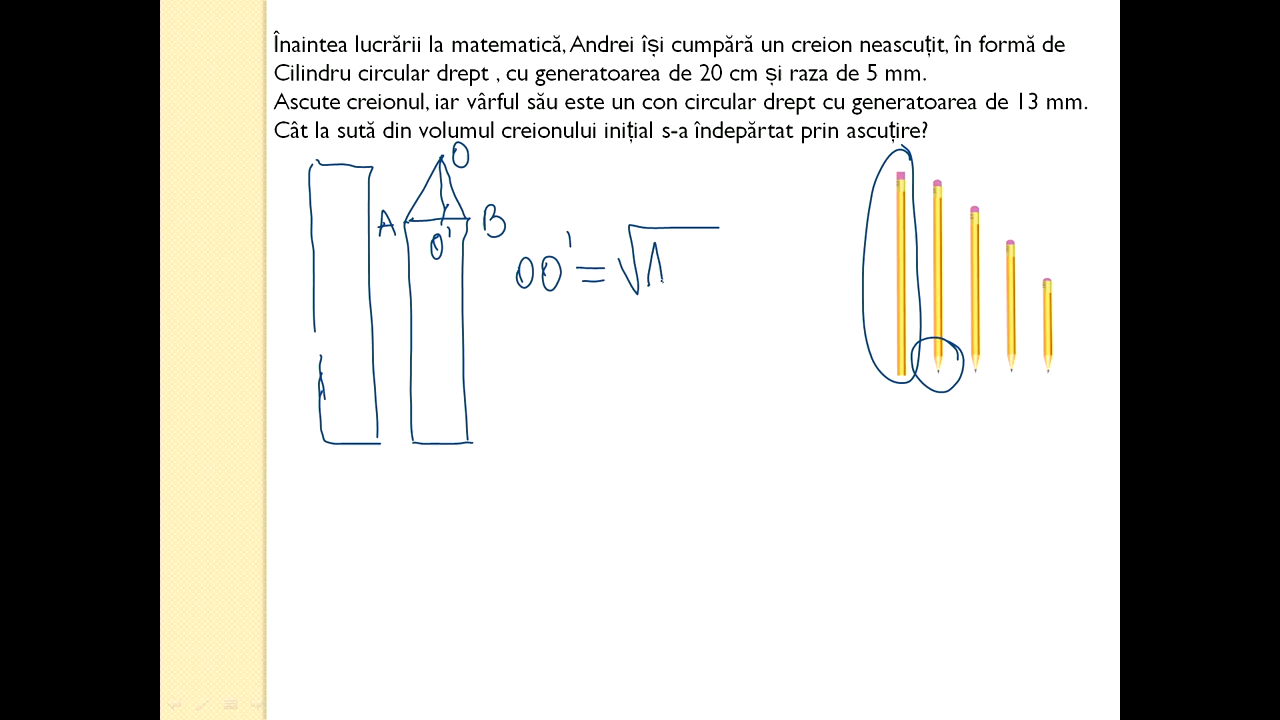 Înaintea lucrării la matematică, Andrei își cumpără un creion neascuțit, în formă de
Cilindru circular drept , cu generatoarea de 20 cm și raza de 5 mm.
Ascute creionul, iar vârful său este un con circular drept cu generatoarea de 13 mm.
Cât la sută din volumul creionului inițial s-a îndepărtat prin ascuțire?
O
A B
O'
OO' = √1